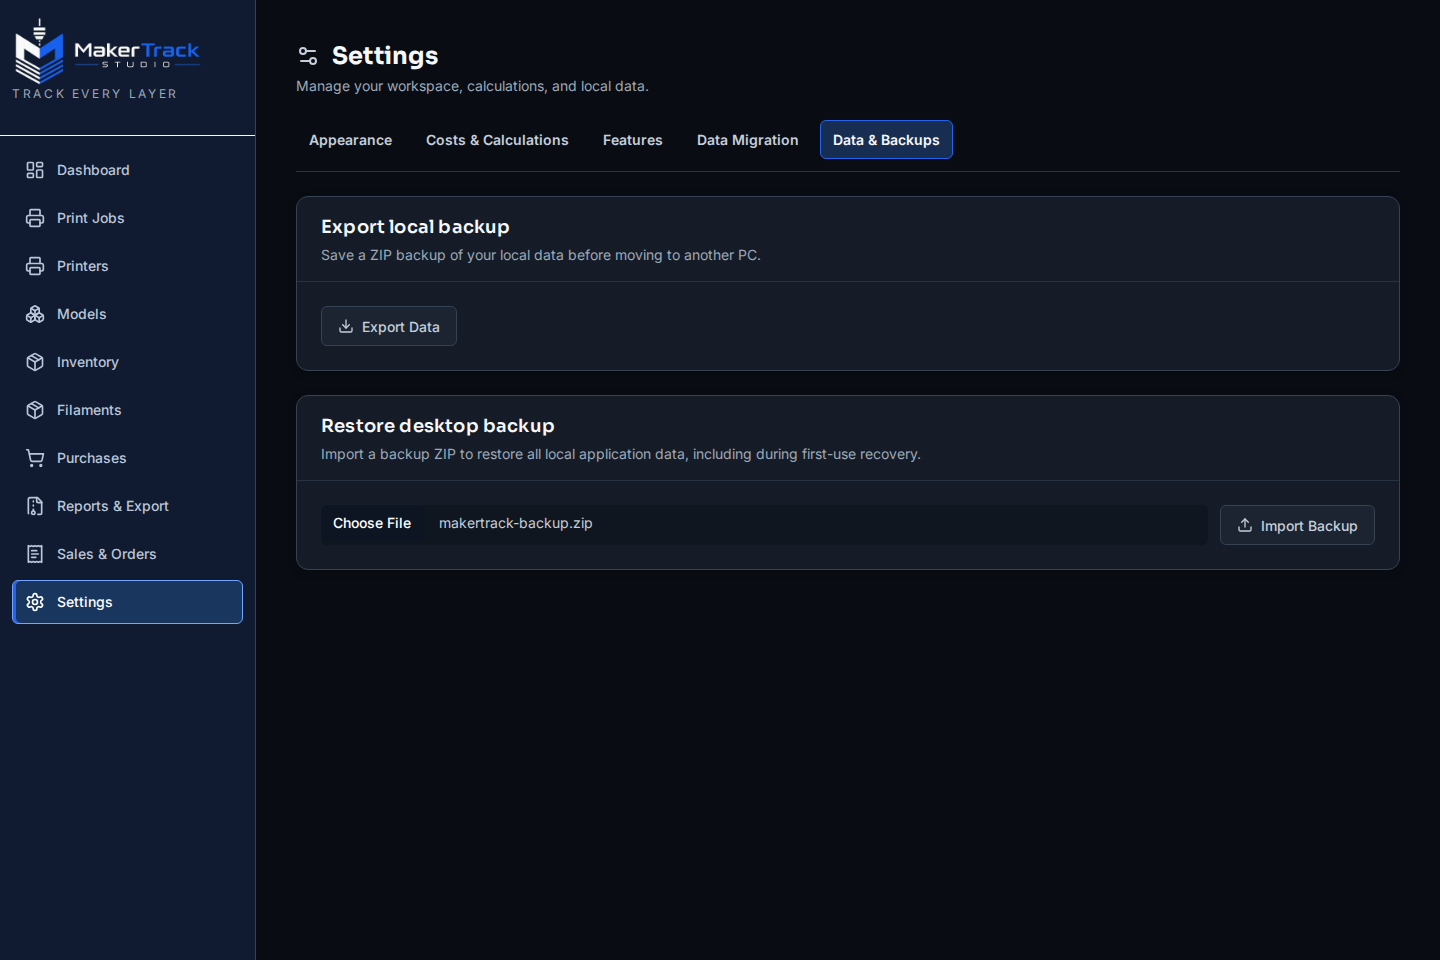 MakerTrack
STUDIO
TRACK EVERY LAYER
Dashboard
Print Jobs
Printers
Models
Inventory
Filaments
Purchases
Reports & Export
Sales & Orders
Settings
Settings
Manage your workspace, calculations, and local data.
Appearance Costs & Calculations Features Data Migration Data & Backups
Export local backup
Save a ZIP backup of your local data before moving to another PC.
Export Data
Restore desktop backup
Import a backup ZIP to restore all local application data, including during first-use recovery.
Choose File makertrack-backup.zip Import Backup